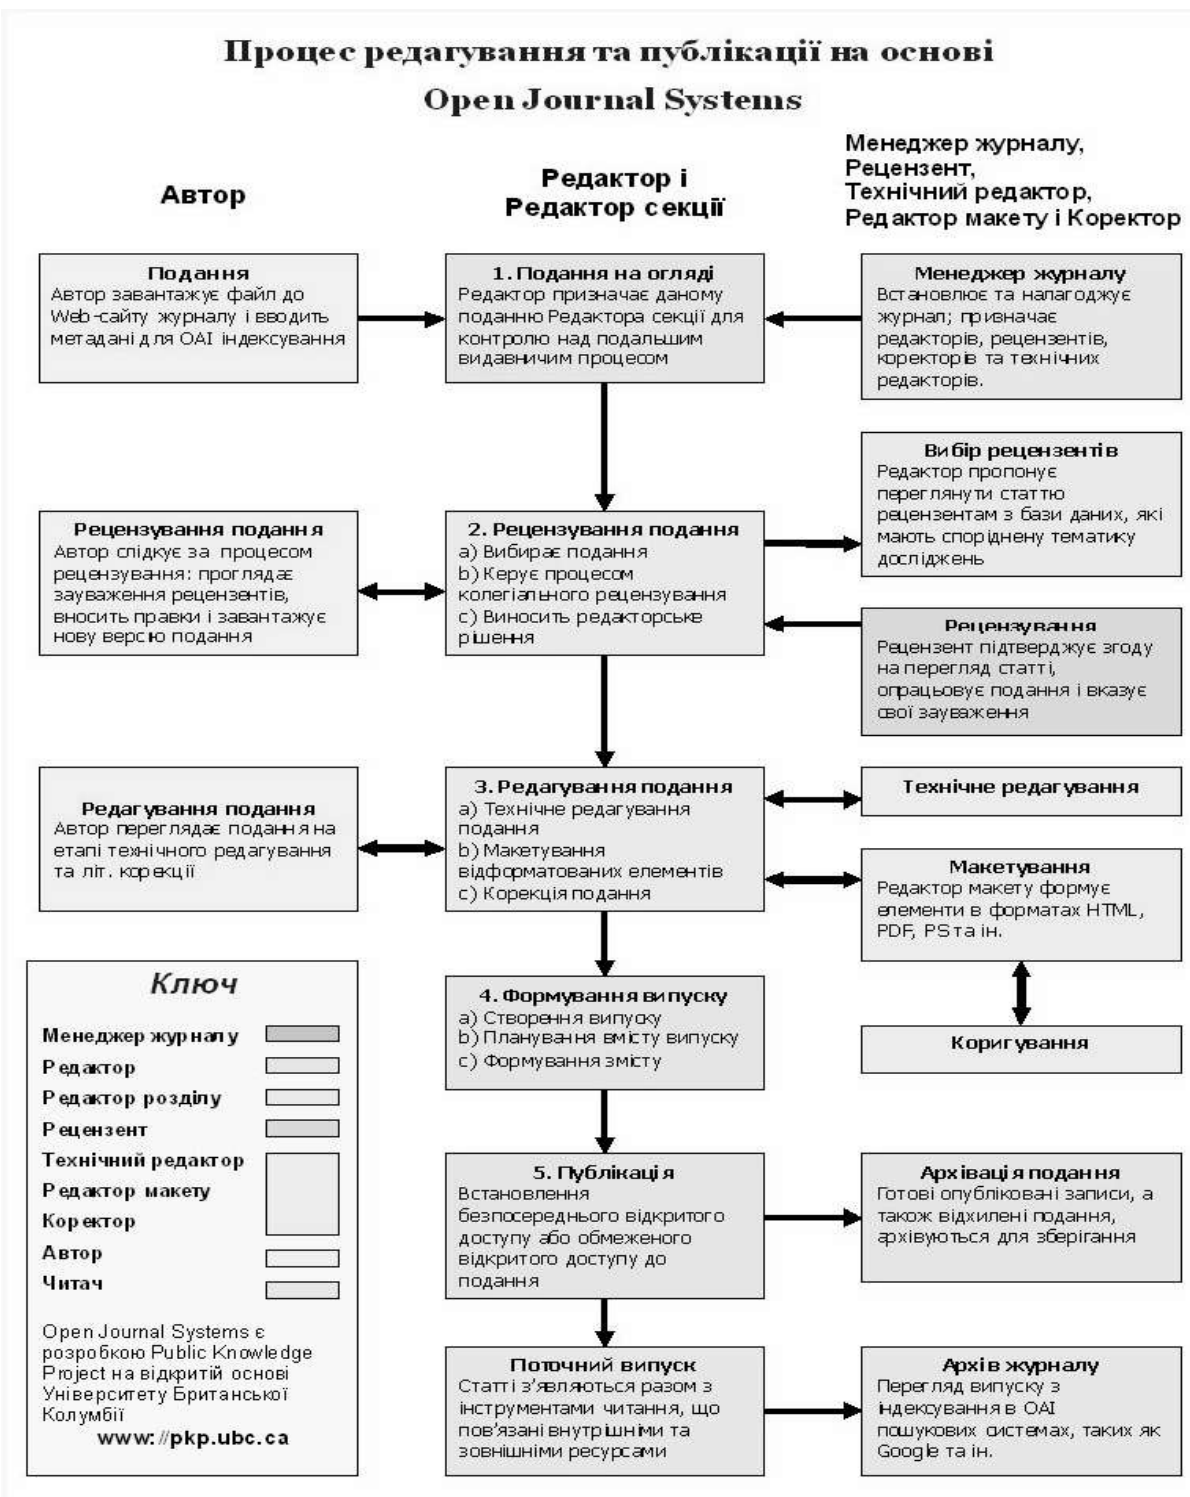 Процес редагування та публікації на основі
Open Journal Systems
Автор
Редактор і
Редактор секції
Менеджер журналу,
Рецензент,
Технічний редактор,
Редактор макету і Коректор
Подання
Автор завантажує файл до
Web-сайту журналу і вводить
метадані для OAI індексування
1. Подання на огляді
Редактор призначає даному
поданню Редактора секції для
контролю над подальшим
видавничим процесом
Менеджер журналу
Встановлює та налагоджує
журнал; призначає
редакторів, рецензентів,
коректорів та технічних
редакторів.
Вибір рецензентів
Редактор пропонує
переглянути статтю
рецензентам з бази даних, які
мають споріднену тематику
досліджень
Рецензування подання
Автор слідкує за процесом
рецензування: проглядає
зауваження рецензентів,
вносить правки і завантажує
нову версію подання
2. Рецензування подання
a) Вибирає подання
b) Керує процесом
колегіального рецензування
c) Виносить редакторське
рішення
Рецензування
Рецензент підтверджує згоду
на перегляд статті,
опрацьовує подання і вказує
свої зауваження
Редагування подання
Автор переглядає подання на
етапі технічного редагування
та літ. корекції
3. Редагування подання
a) Технічне редагування
подання
b) Макетування
відформатованих елементів
c) Корекція подання
Технічне редагування
Макетування
Редактор макету формує
елементи в форматах HTML,
PDF, PS та ін.
Коригування
4. Формування випуску
a) Створення випуску
b) Планування вмісту випуску
c) Формування змісту
5. Публікація
Встановлення
безпосереднього відкритого
доступу або обмеженого
відкритого доступу до
подання
Архівація подання
Готові опубліковані записи, а
також відхилені подання,
архівуються для зберігання
Поточний випуск
Статті з'являються разом з
інструментами читання, що
пов'язані внутрішніми та
зовнішніми ресурсами
Архів журналу
Перегляд випуску з
індексування в OAI
пошукових системах, таких як
Google та ін.
Ключ
Менеджер журналу
Редактор
Редактор розділу
Рецензент
Технічний редактор
Редактор макету
Коректор
Автор
Читач
Open Journal Systems є
розробкою Public Knowledge
Project на відкритій основі
Університету Британської
Колумбії
www://pkp.ubc.ca